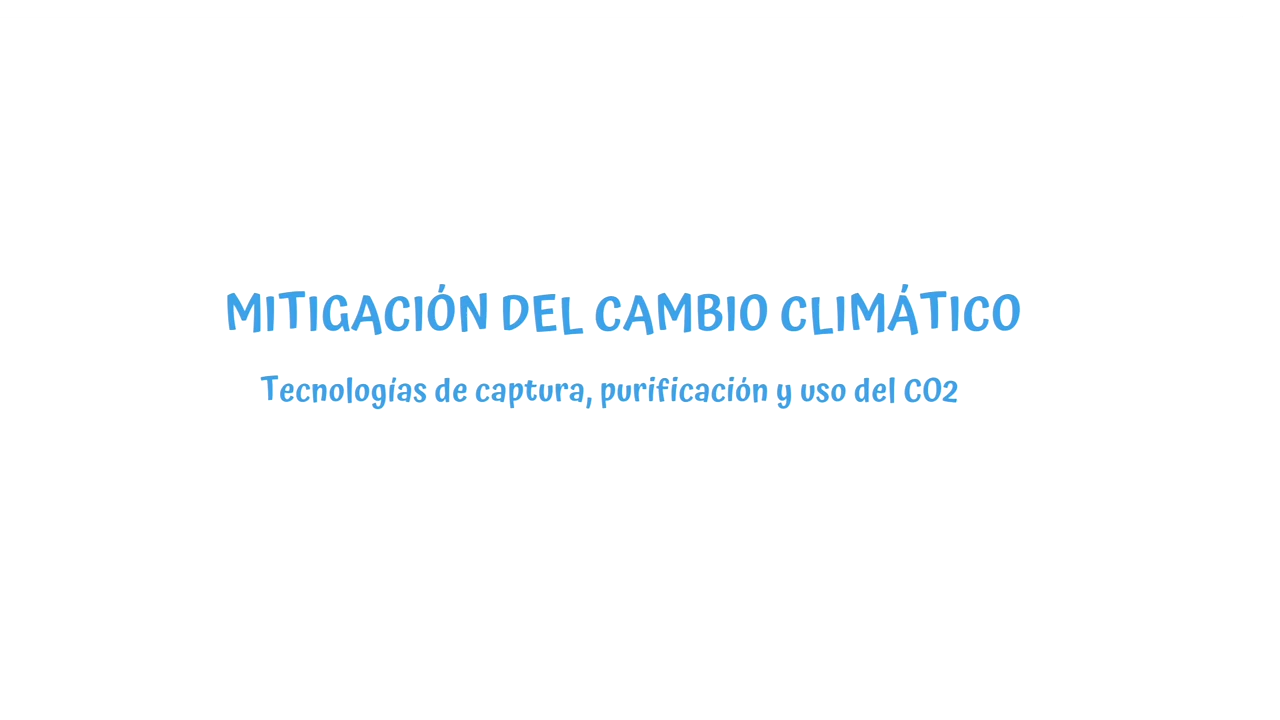 MITIGACIÓN DEL CAMBIO CLIMÁTICO
Tecnologías de captura, purificación y uso del CO2